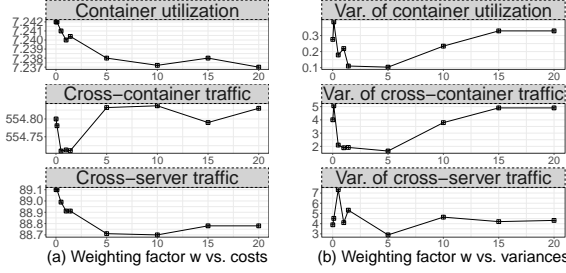 Container utilization
7.242
7.240
7.239
7.237
Cross−container traffic
554.80
554.75
Cross−server traffic
89.1
89.0
88.9
88.8
88.7
0 5 10 15 20
(a) Weighting factor w vs. costs
Var. of container utilization
0.3
0.2
0.1
Var. of cross−container traffic
5
4
3
2
Var. of cross−server traffic
7
6
5
4
3
0 5 10 15 20
(b) Weighting factor w vs. variances